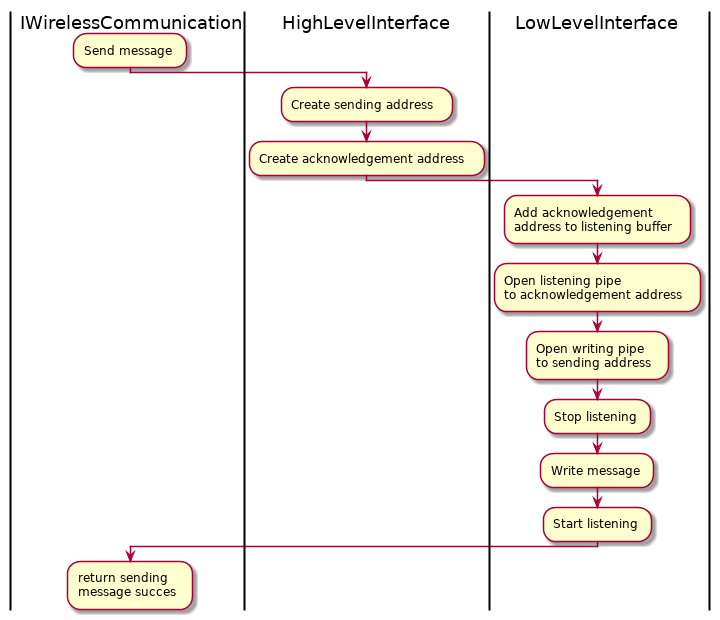 IWirelessCommunication
HighLevelInterface
LowLevelInterface
Send message
Create sending address
Create acknowledgement address
Add acknowledgement
address to listening buffer
Open listening pipe
to acknowledgement address
Open writing pipe
to sending address
Stop listening
Write message
Start listening
return sending
message succes